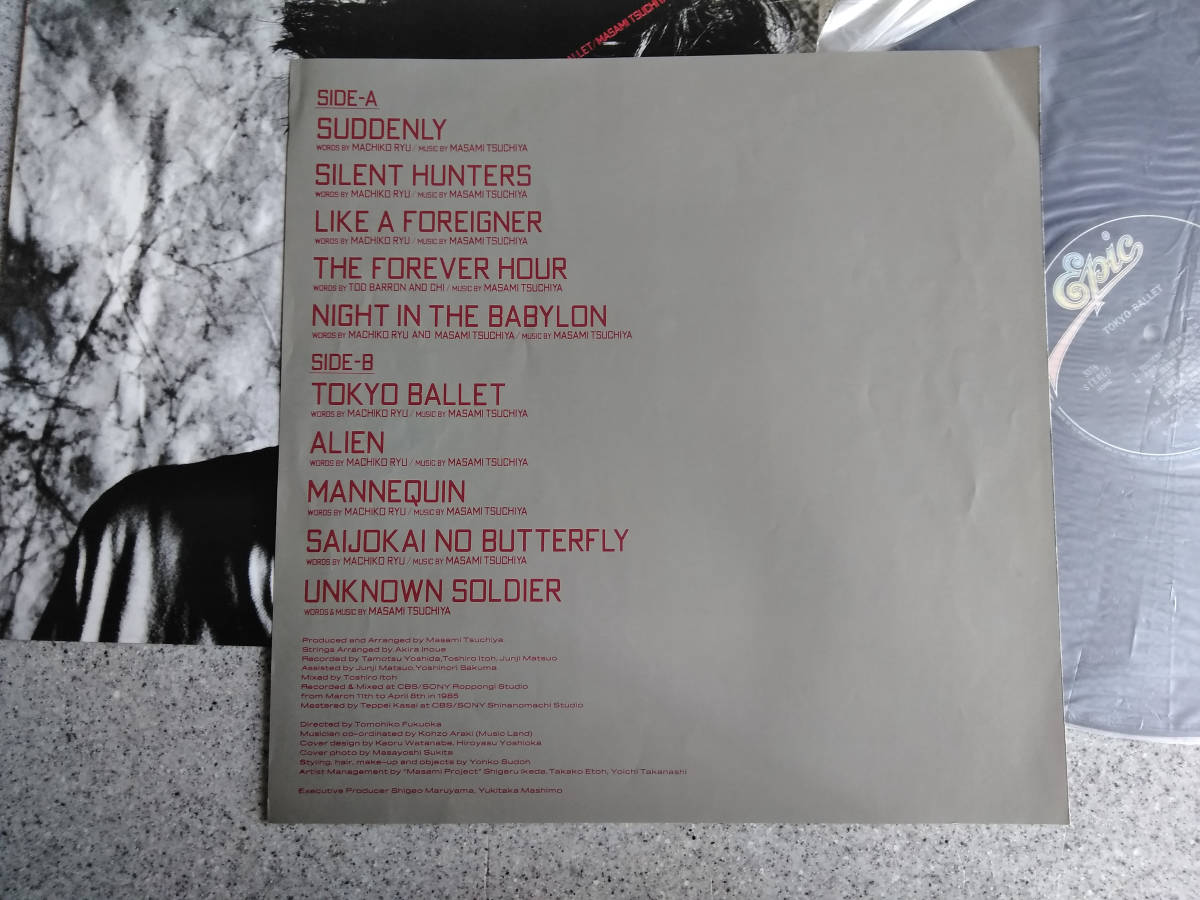 BALLET/MASAMI TSUCHIYA
SIDE-A
SUDDENLY
WORDS BY MACHIKO RYU / MUSIC BY MASAMI TSUCHIYA
SILENT HUNTERS
WORDS BY MACHIKO RYU / MUSIC BY MASAMI TSUCHIYA
LIKE A FOREIGNER
WORDS BY MACHIKO RYU / MUSIC BY MASAMI TSUCHIYA
THE FOREVER HOUR
WORDS BY TOD BARRON AND CHI / MUSIC BY MASAMI TSUCHIYA
NIGHT IN THE BABYLON
WORDS BY MACHIKO RYU AND MASAMI TSUCHIYA / MUSIC BY MASAMI TSUCHIYA
SIDE-B
TOKYO BALLET
WORDS BY MACHIKO RYU / MUSIC BY MASAMI TSUCHIYA
ALIEN
WORDS BY MACHIKO RYU / MUSIC BY MASAMI TSUCHIYA
MANNEQUIN
WORDS BY MACHIKO RYU / MUSIC BY MASAMI TSUCHIYA
SAIJOKAI NO BUTTERFLY
WORDS BY MACHIKO RYU / MUSIC BY MASAMI TSUCHIYA
UNKNOWN SOLDIER
WORDS & MUSIC BY MASAMI TSUCHIYA
Produced and Arranged by Masami Tsuchiya
Strings Arranged by Akira Inoue
Recorded by Tamotsu Yoshida, Toshiro Itoh, Junji Matsuo
Assisted by Junji Matsuo, Yoshinori Sakuma
Mixed by Toshiro Itoh
Recorded & Mixed at CBS/SONY Roppongi Studio
from March 11th to April 8th in 1985
Mastered by Teppei Kasai at CBS/SONY Shinanomachi Studio
Directed by Tomohiko Fukuoka
Musician co-ordinated by Kohzo Araki (Music Land)
Cover design by Kaoru Watanabe, Hiroyasu Yoshioka
Cover photo by Masayoshi Sukita
Styling, hair, make-up and objects by Yohko Sudoh
Artist Management by "Masami Project" Shigeru Ikeda, Takako Etoh, Yoichi Takanashi
Executive Producer Shigeo Maruyama, Yukitaka Mashimo
Epic
TOKYO BALLET
STEREO